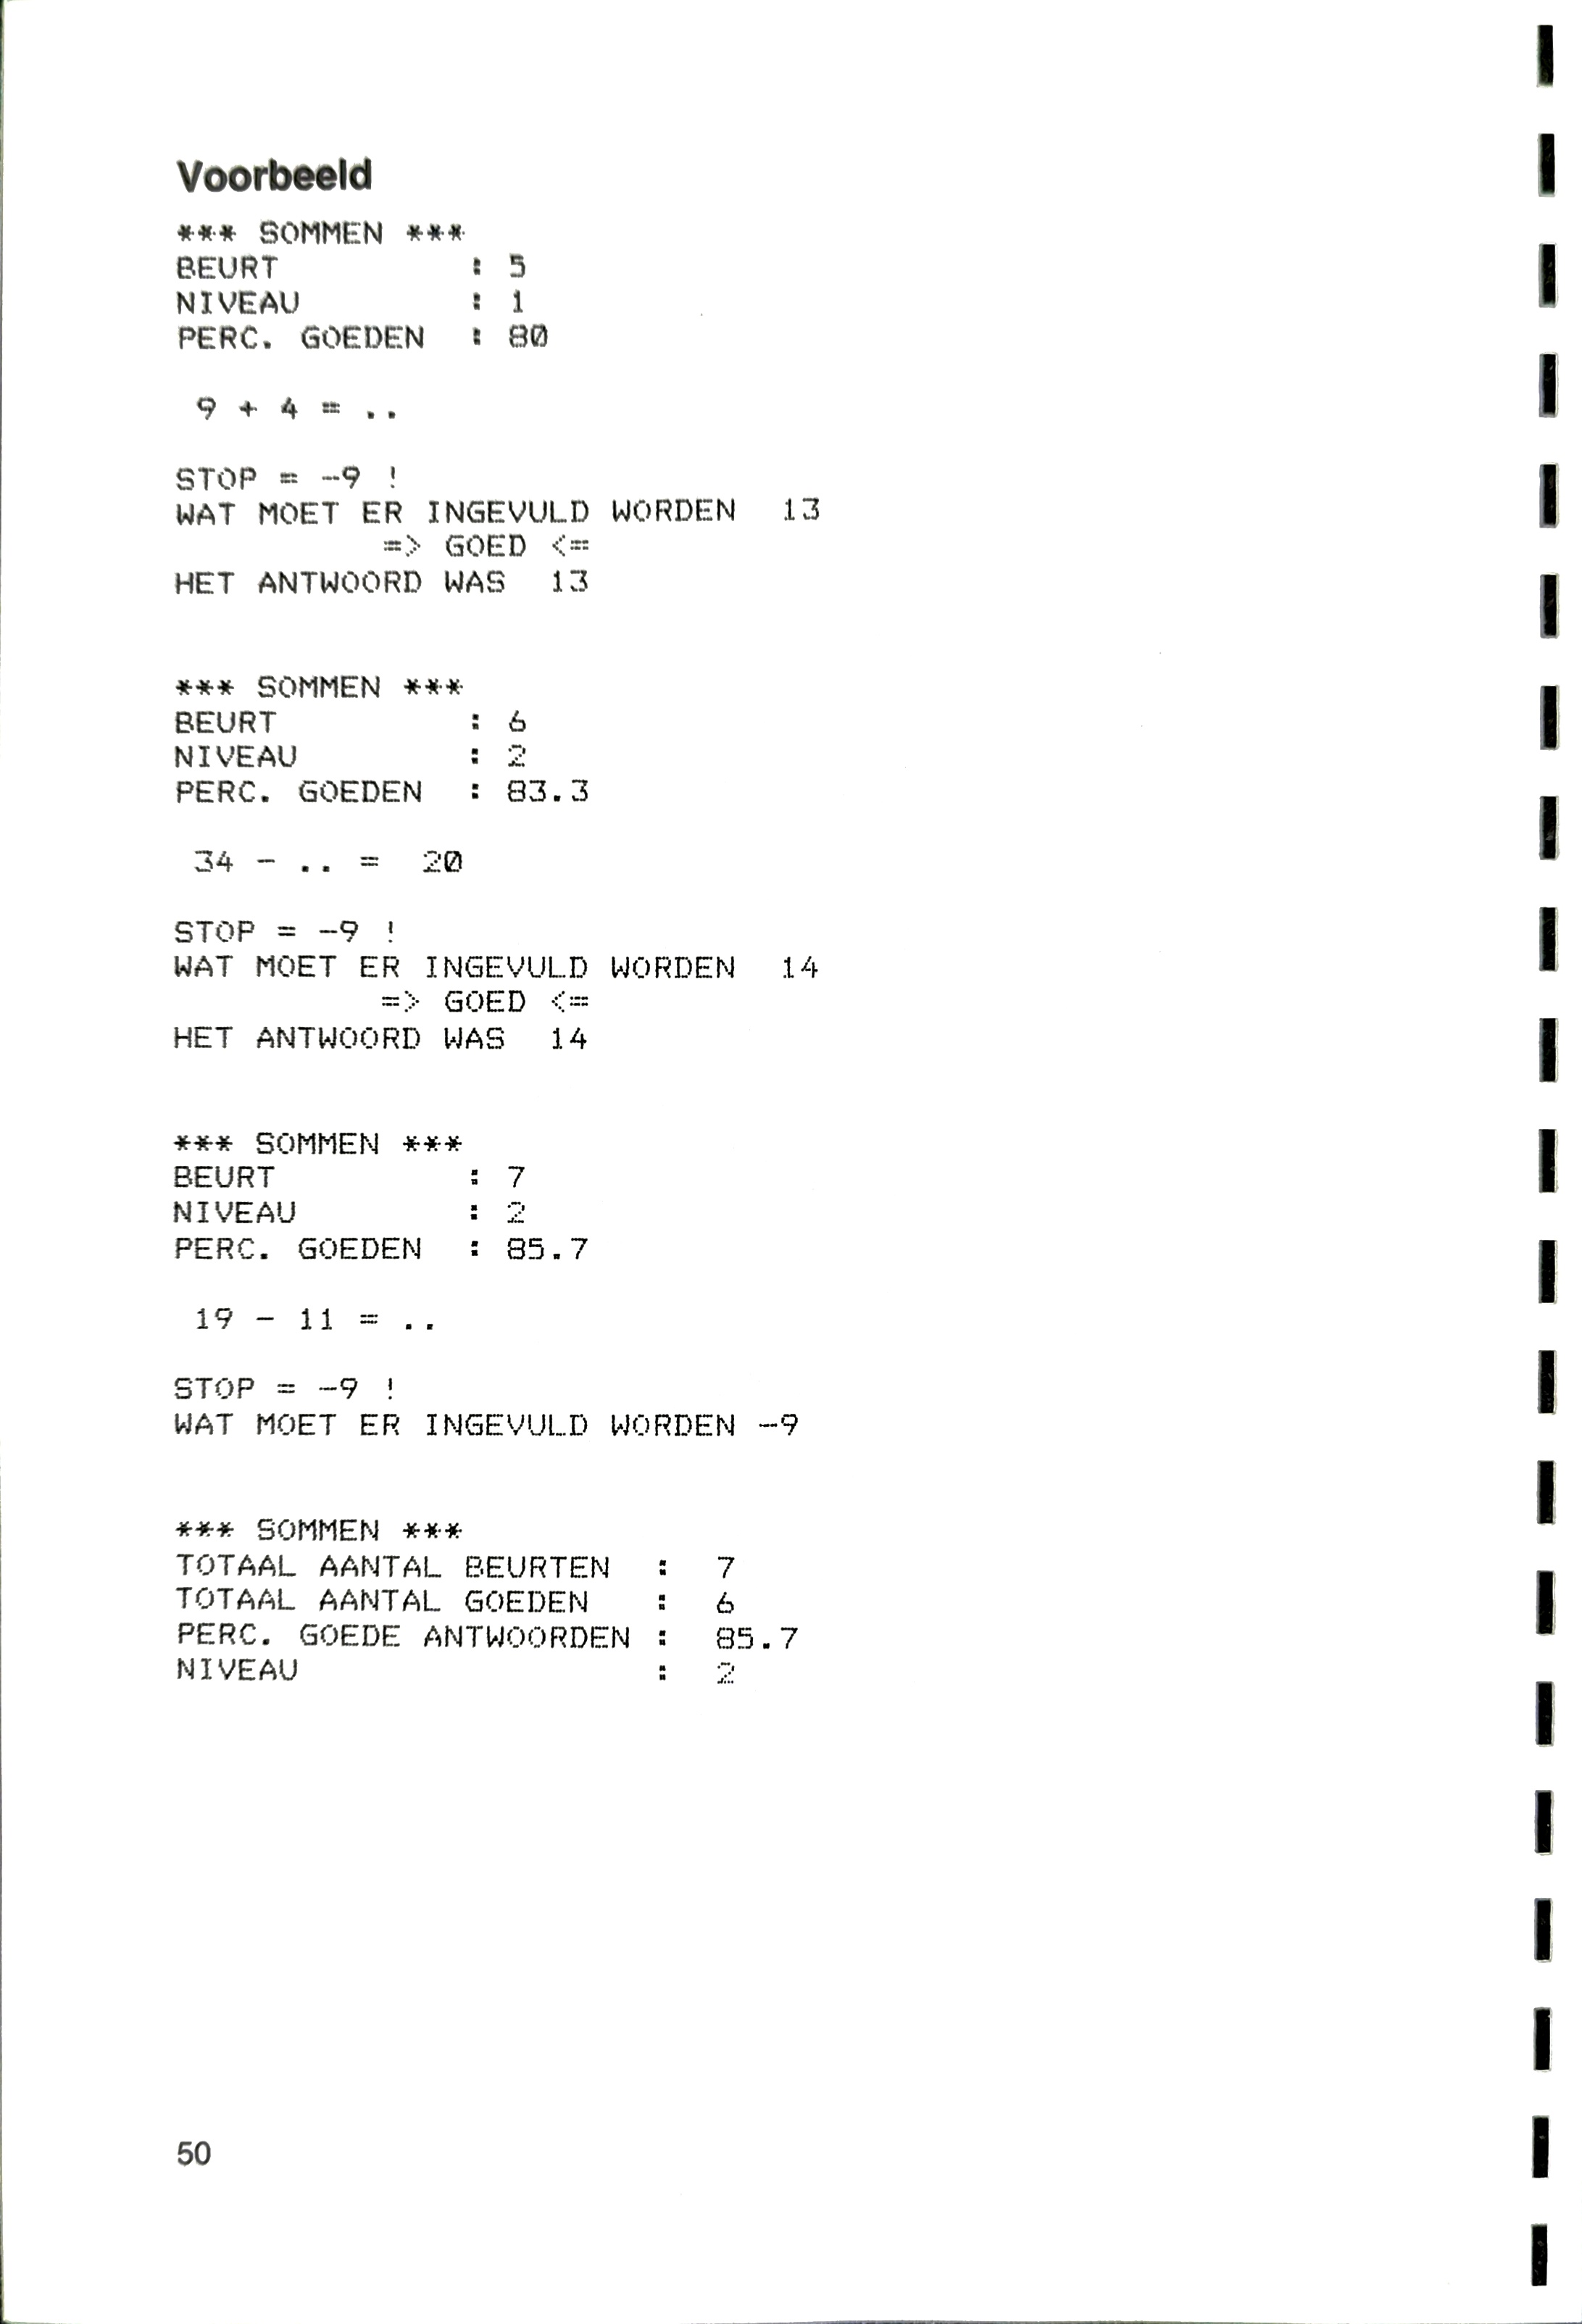 Voorbeeld
*** SOMMEN ***
BEURT : 5
NIVEAU : 1
PERC. GOEDEN : 80
9 + 4 = ..
STOP = -9 !
WAT MOET ER INGEVULD WORDEN 13
=> GOED <=
HET ANTWOORD WAS 13
*** SOMMEN ***
BEURT : 6
NIVEAU : 2
PERC. GOEDEN : 83.3
34 - .. = 20
STOP = -9 !
WAT MOET ER INGEVULD WORDEN 14
=> GOED <=
HET ANTWOORD WAS 14
*** SOMMEN ***
BEURT : 7
NIVEAU : 2
PERC. GOEDEN : 85.7
19 - 11 = ..
STOP = -9 !
WAT MOET ER INGEVULD WORDEN -9
*** SOMMEN ***
TOTAAL AANTAL BEURTEN : 7
TOTAAL AANTAL GOEDEN : 6
PERC. GOEDE ANTWOORDEN : 85.7
NIVEAU : 2
50